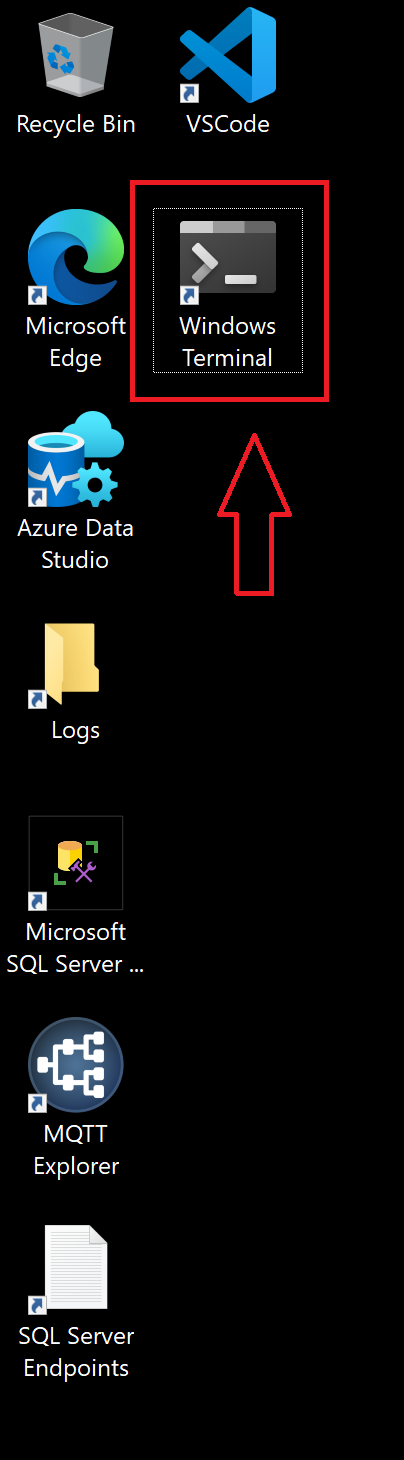 Recycle Bin
VSCode
Microsoft
Edge
Windows
Terminal
Azure Data
Studio
Logs
Microsoft
SQL Server ...
MQTT
Explorer
SQL Server
Endpoints